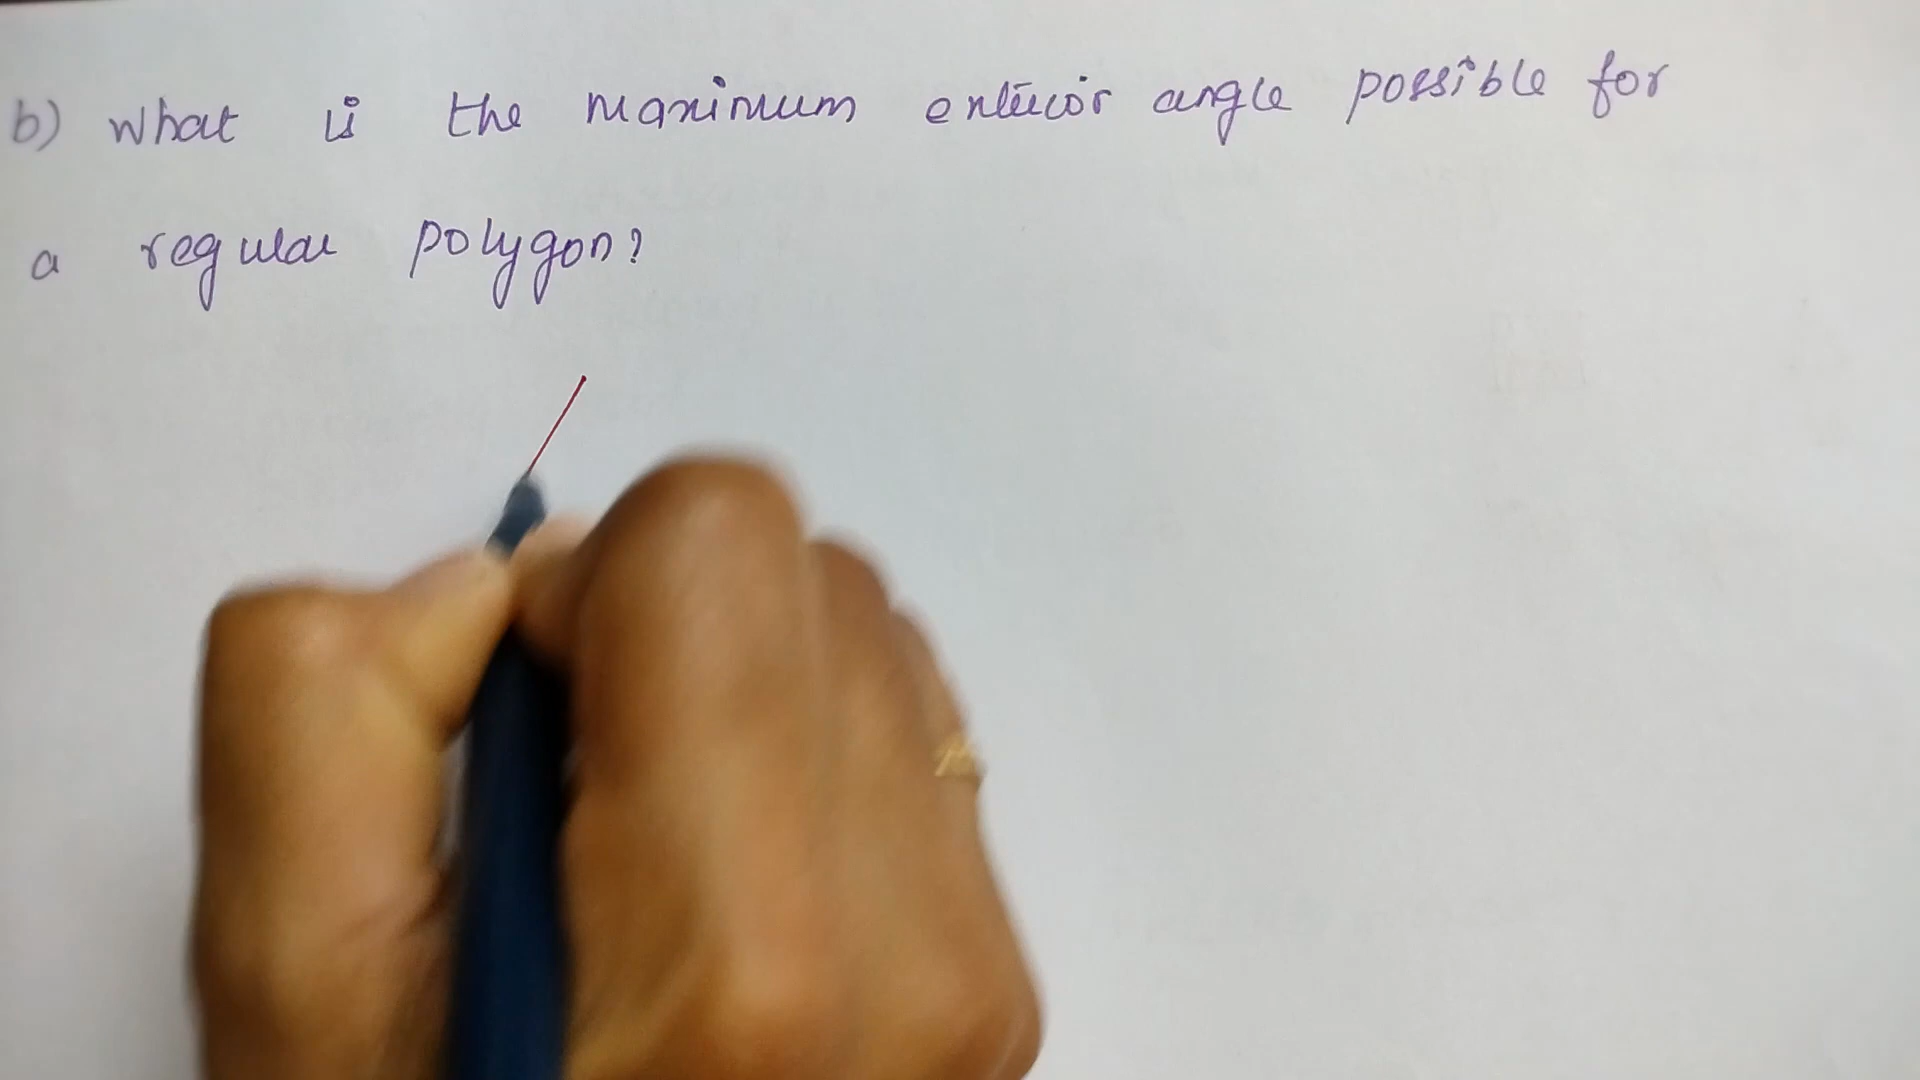 b) what is the maximum exterior angle possible for
a regular polygon?